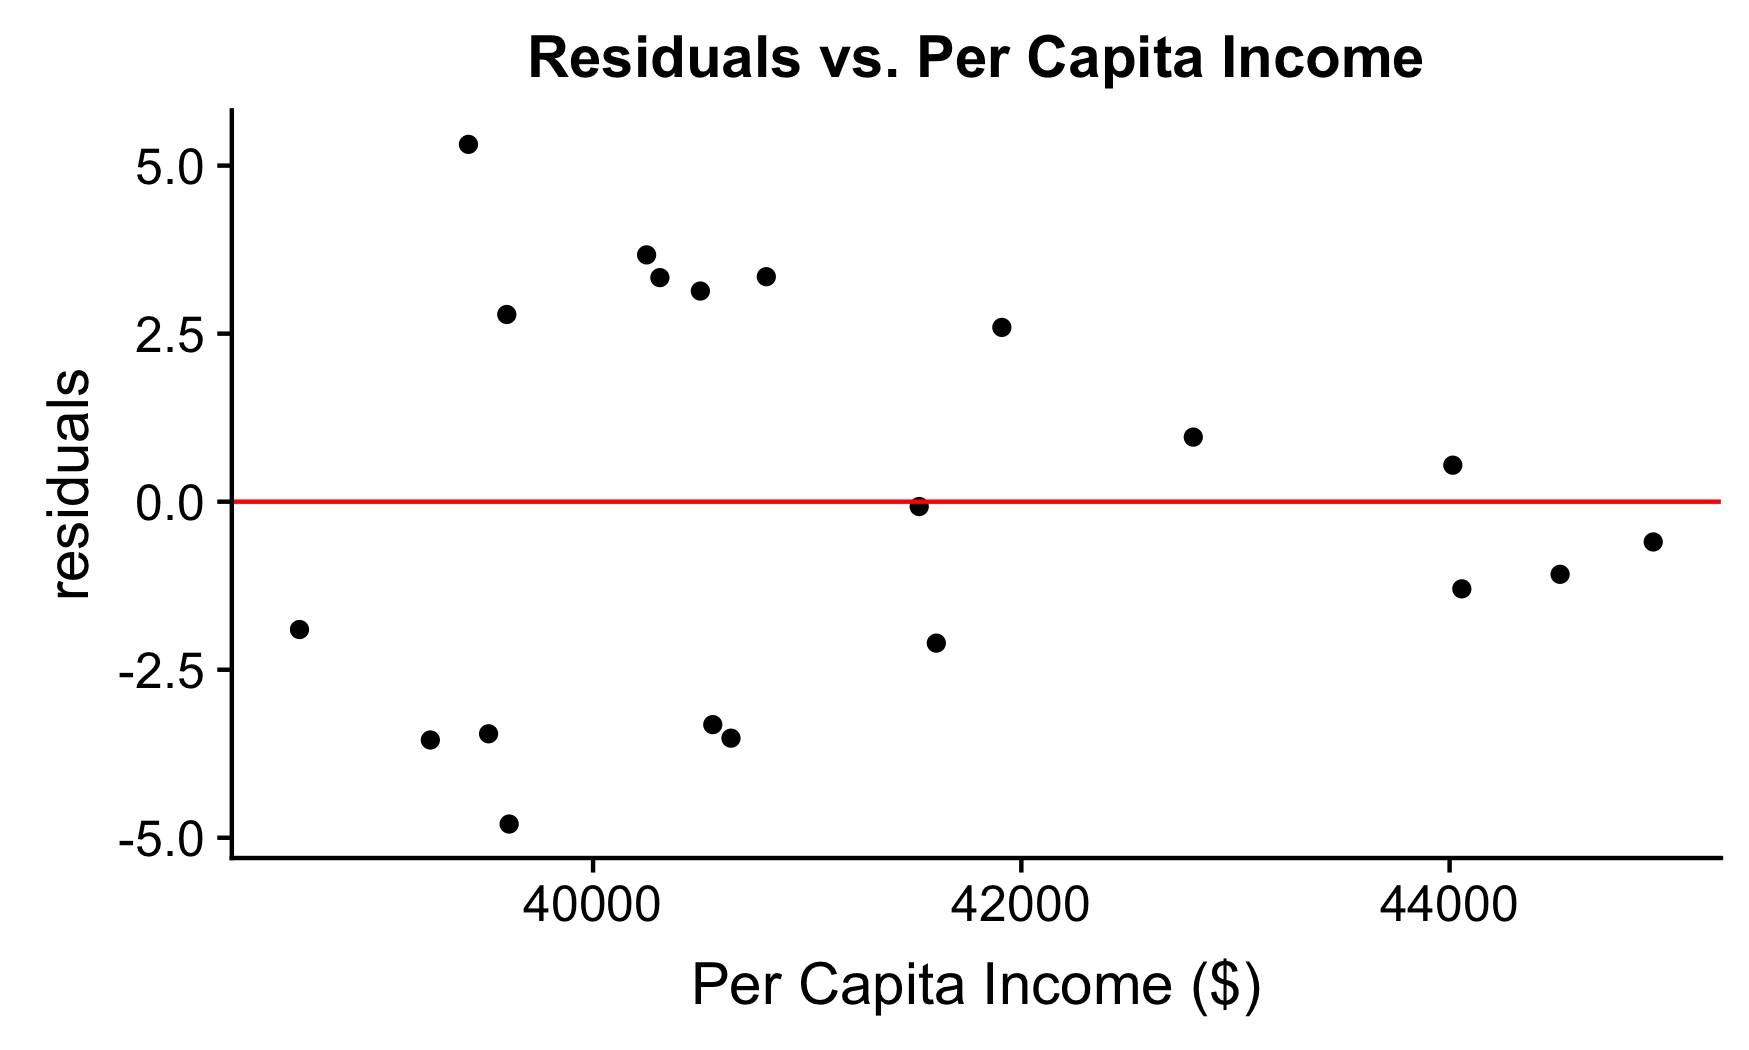 Residuals vs. Per Capita Income
5.0
2.5
0.0
-2.5
-5.0
residuals
40000 42000 44000
Per Capita Income ($)